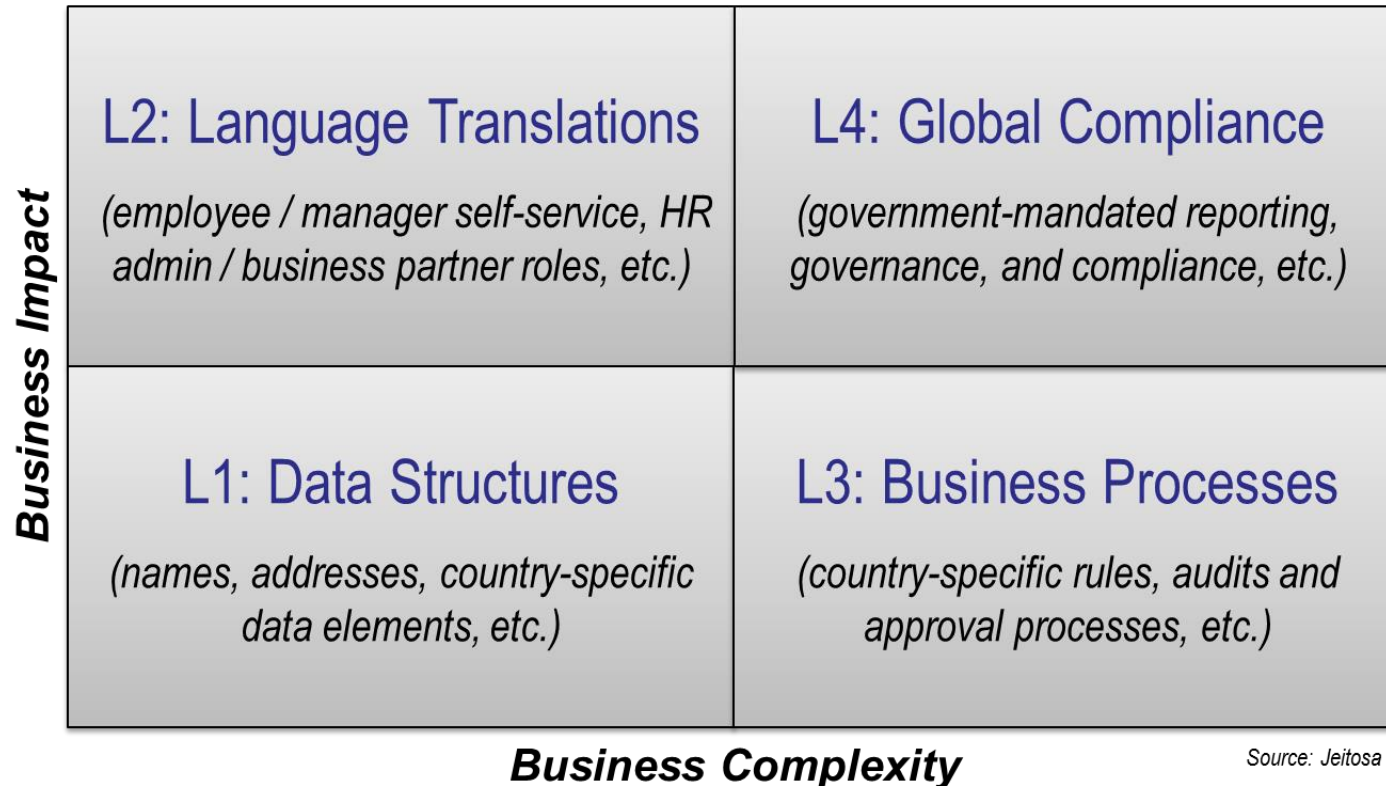 L2: Language Translations
(employee / manager self-service, HR
admin / business partner roles, etc.)
L4: Global Compliance
(government-mandated reporting,
governance, and compliance, etc.)
Business Impact
L1: Data Structures
(names, addresses, country-specific
data elements, etc.)
L3: Business Processes
(country-specific rules, audits and
approval processes, etc.)
Business Complexity
Source: Jeitosa